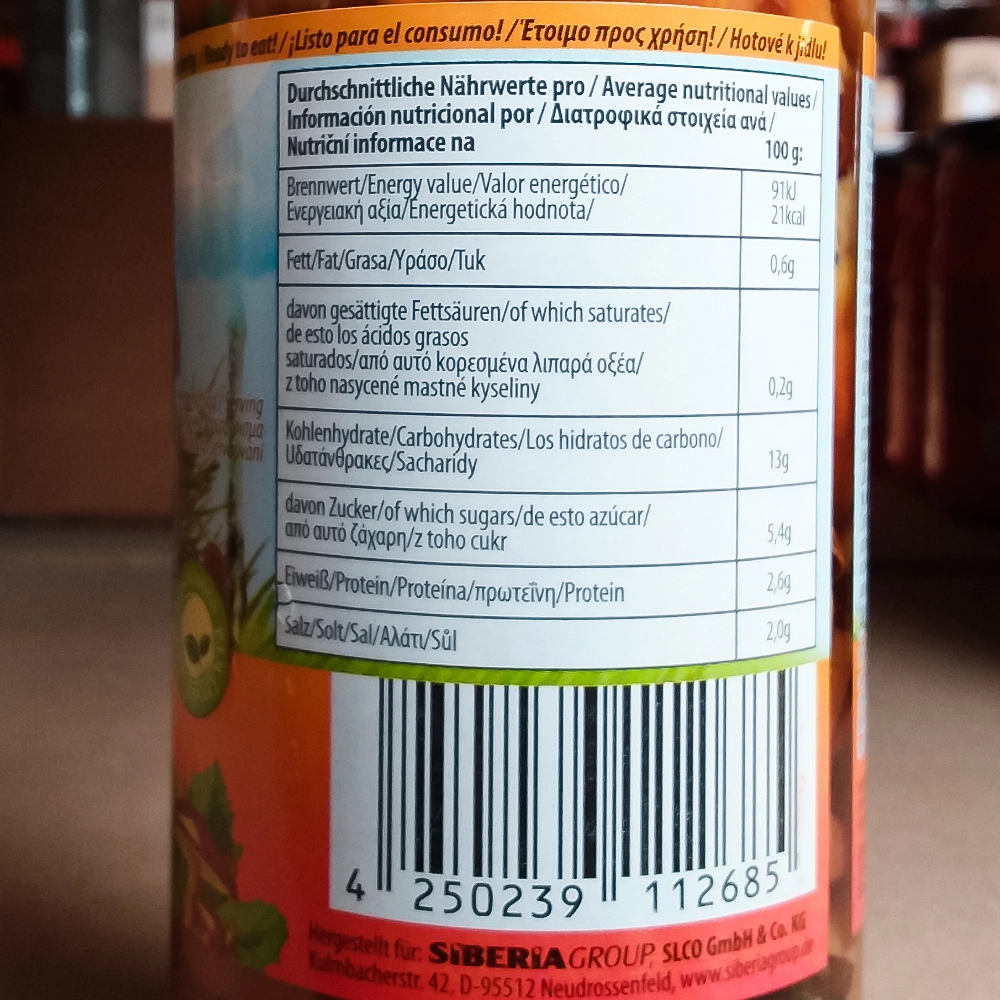 Ready to eat! / ¡Listo para el consumo! / Έτοιμο προς χρήση! / Hotové k jídlu!
Durchschnittliche Nährwerte pro / Average nutritional values /
Información nutricional por / Διατροφικά στοιχεία ανά /
Nutriční informace na 100 g:
Brennwert/Energy value/Valor energético/ 91kJ
Ενεργειακή αξία/Energetická hodnota/ 21kcal
Fett/Fat/Grasa/Υράσο/Tuk 0,6g
davon gesättigte Fettsäuren/of which saturates/
de esto los ácidos grasos
saturados/από αυτό κορεσμένα λιπαρά οξέα/
z toho nasycené mastné kyseliny 0,2g
Kohlenhydrate/Carbohydrates/Los hidratos de carbono/
Υδατάνθρακες/Sacharidy 13g
davon Zucker/of which sugars/de esto azúcar/
από αυτό ζάχαρη/z toho cukr 5,4g
Eiweiß/Protein/Proteína/πρωτεΐνη/Protein 2,6g
Salz/Solt/Sal/Αλάτι/Sůl 2,0g
4 250239 112685
Hergestellt für: SiBERiA GROUP, SLCO GmbH & Co. KG
Kulmbacherstr. 42, D-95512 Neudrossenfeld, www.siberiagroup.de